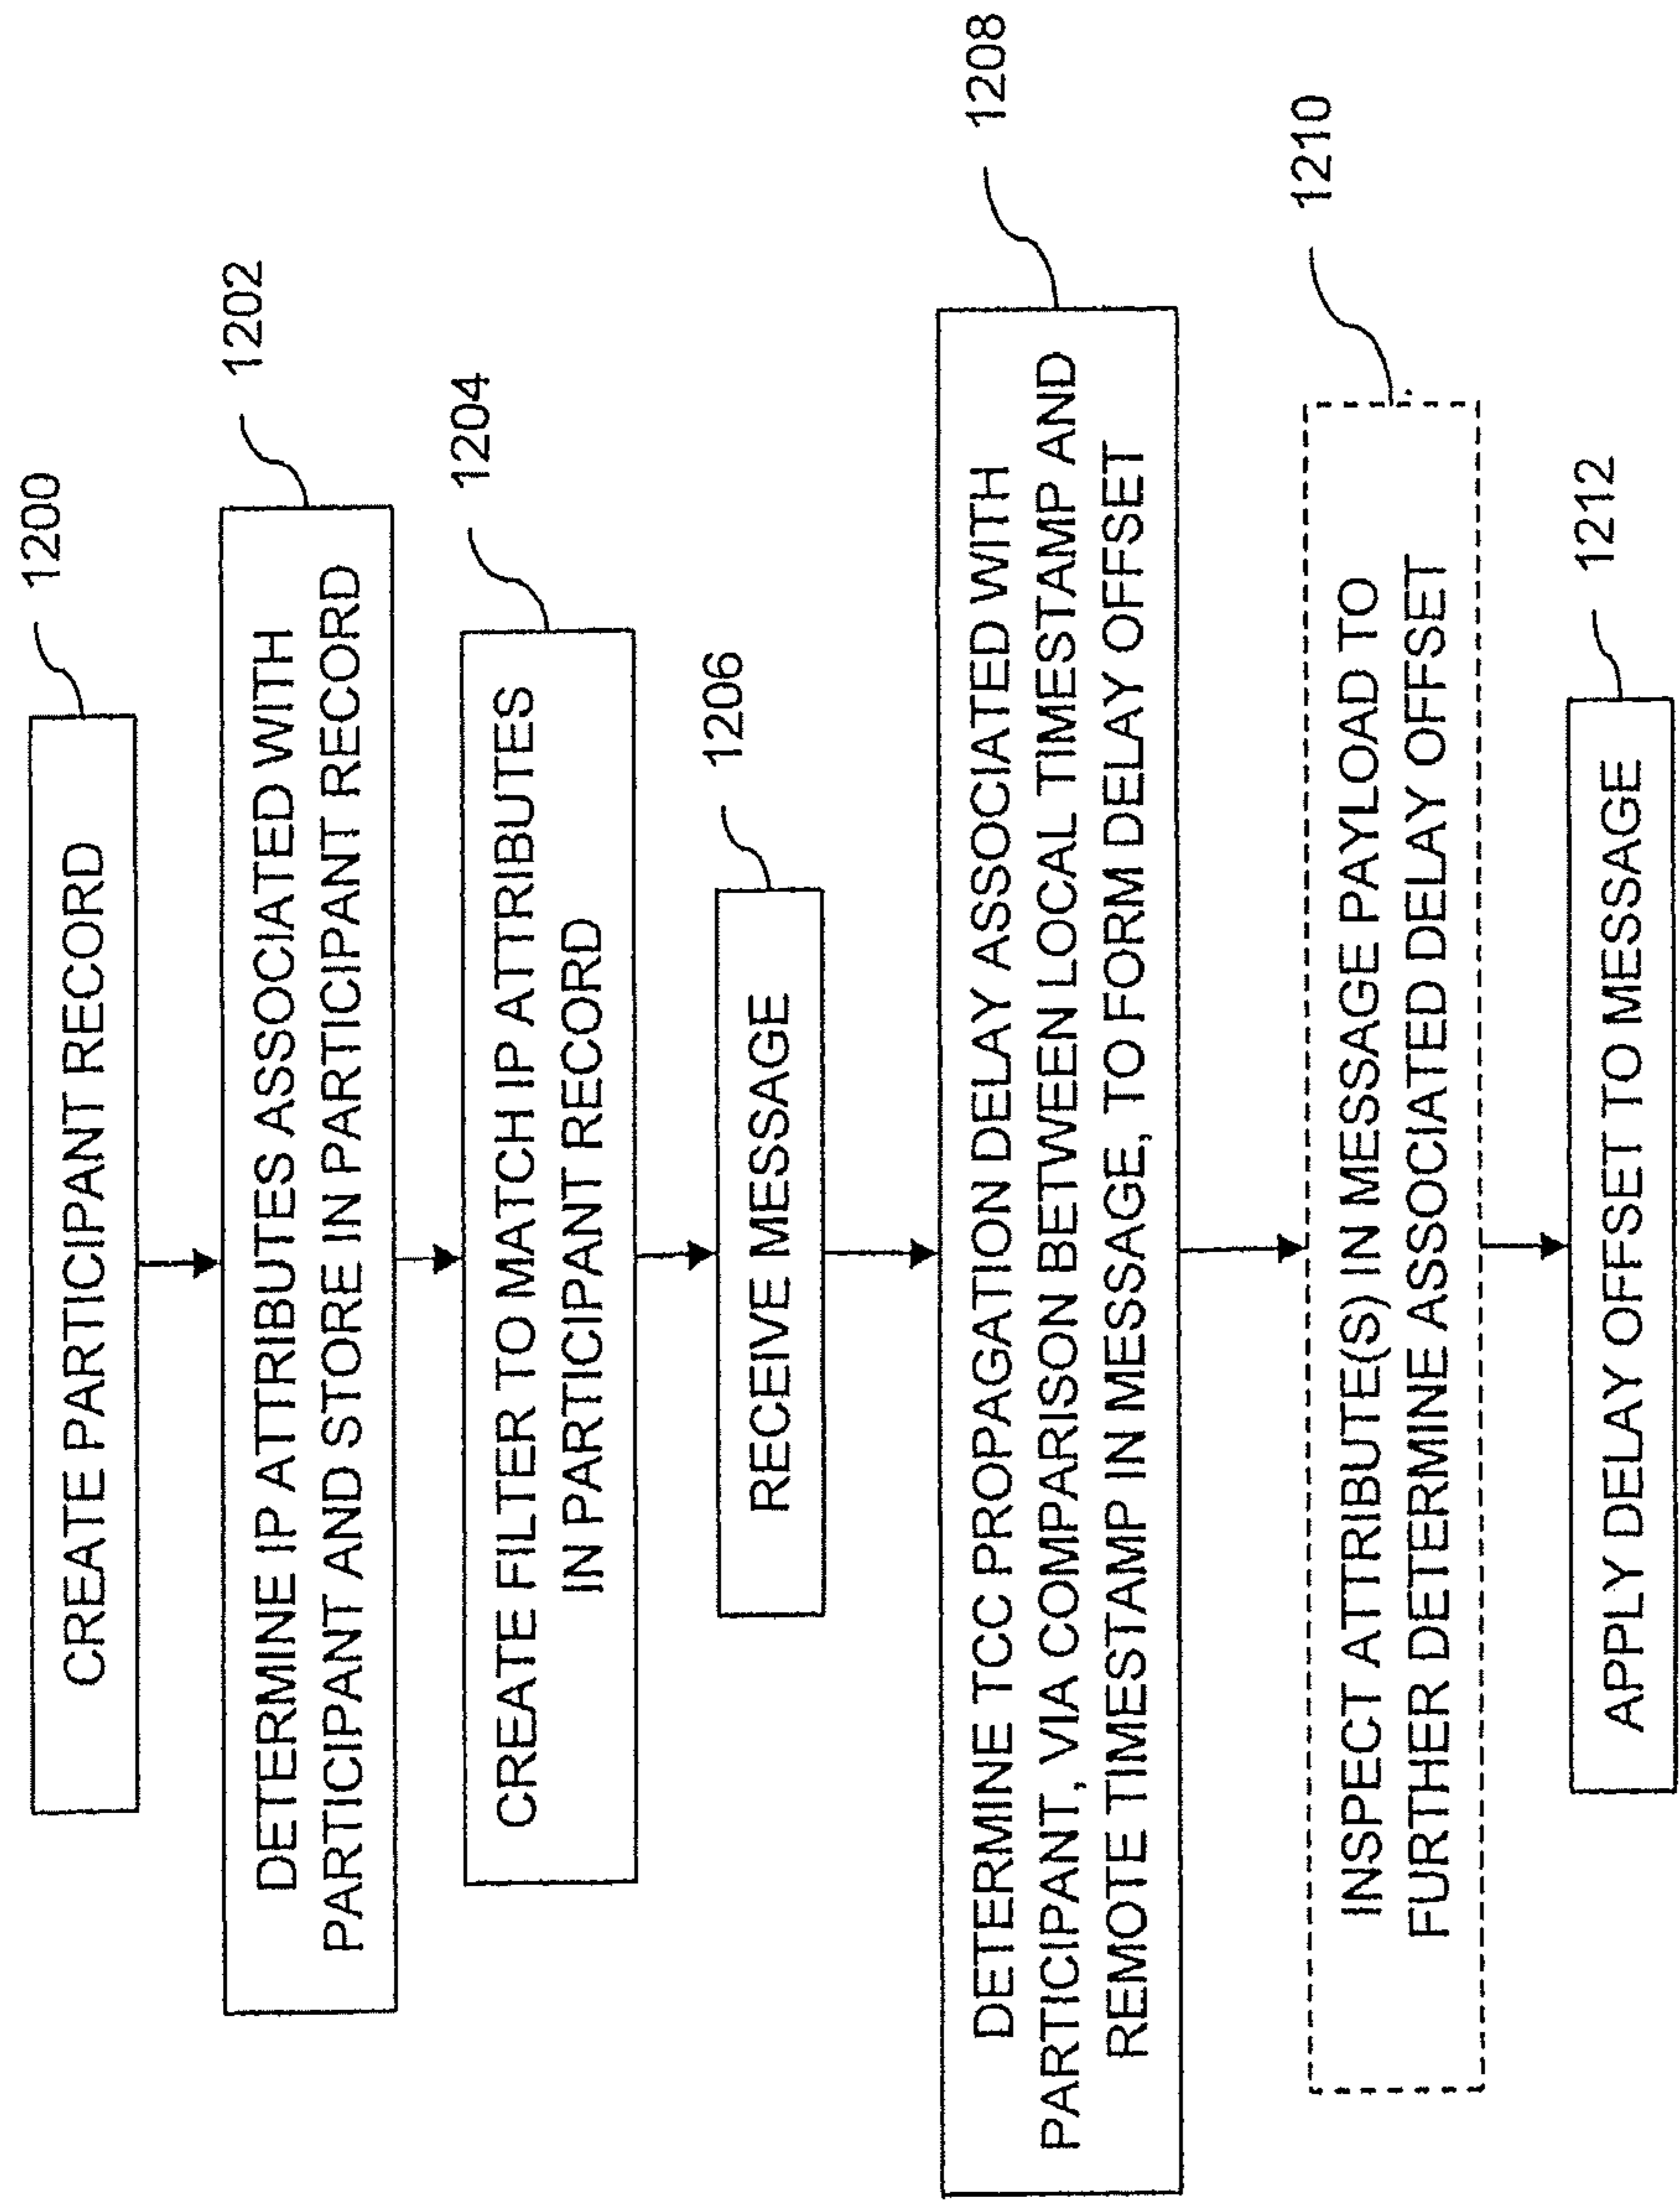 1200
CREATE PARTICIPANT RECORD
1202
DETERMINE IP ATTRIBUTES ASSOCIATED WITH
PARTICIPANT AND STORE IN PARTICIPANT RECORD
1204
CREATE FILTER TO MATCH IP ATTRIBUTES
IN PARTICIPANT RECORD
1206
RECEIVE MESSAGE
1208
DETERMINE TCC PROPAGATION DELAY ASSOCIATED WITH
PARTICIPANT, VIA COMPARISON BETWEEN LOCAL TIMESTAMP AND
REMOTE TIMESTAMP IN MESSAGE, TO FORM DELAY OFFSET
1210
INSPECT ATTRIBUTE(S) IN MESSAGE PAYLOAD TO
FURTHER DETERMINE ASSOCIATED DELAY OFFSET
1212
APPLY DELAY OFFSET TO MESSAGE